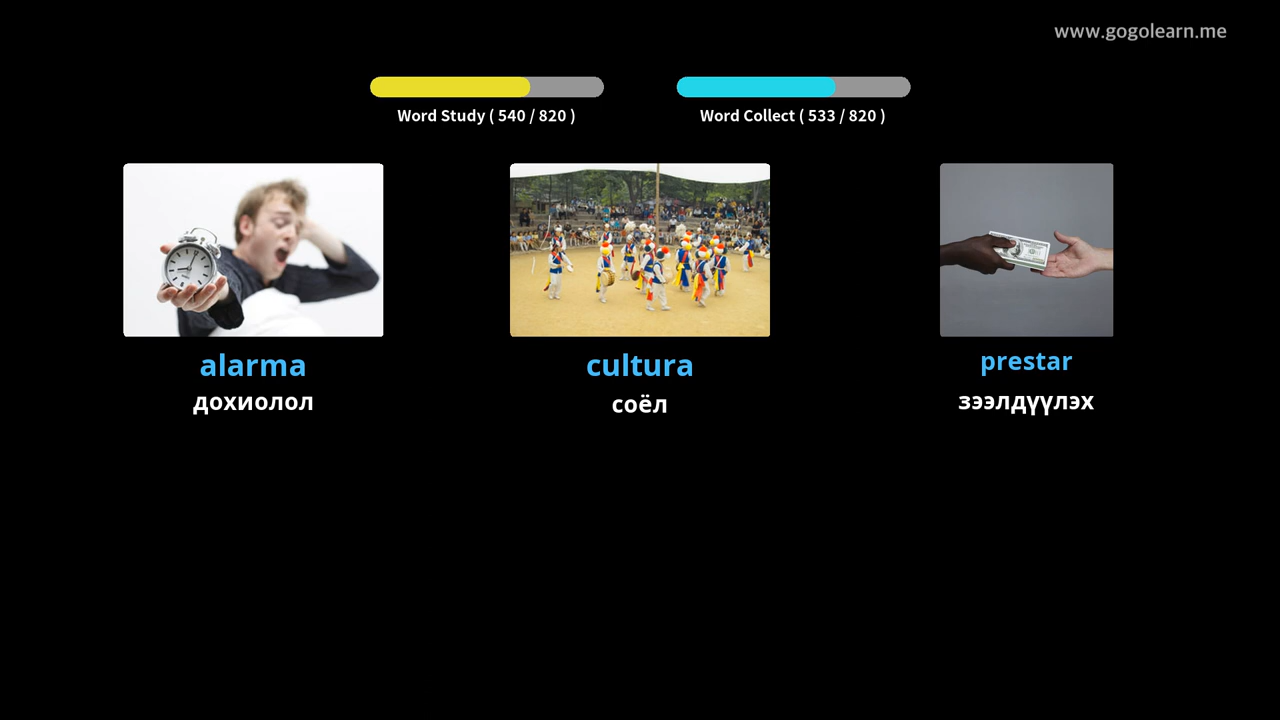 www.gogolearn.me
Word Study ( 540 / 820 )
Word Collect ( 533 / 820 )
alarma
дохиолол
cultura
соёл
prestar
зээлдүүлэх